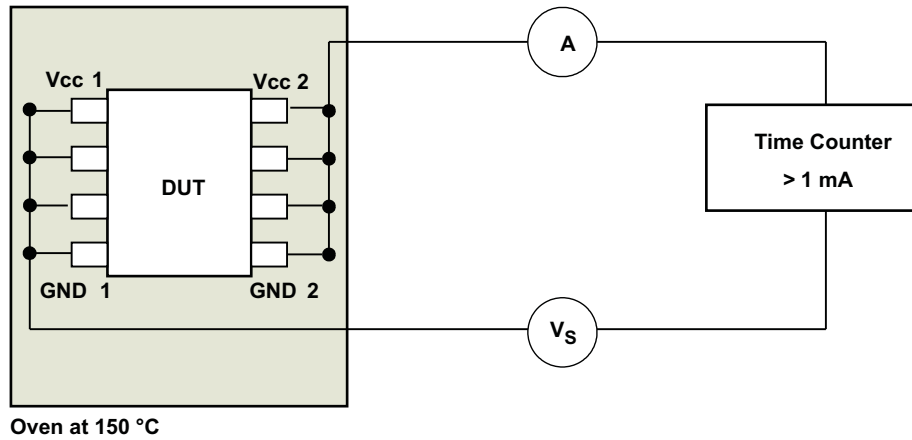 A
Vcc 1
Vcc 2
Time Counter
> 1 mA
DUT
GND 1
GND 2
VS
Oven at 150 °C